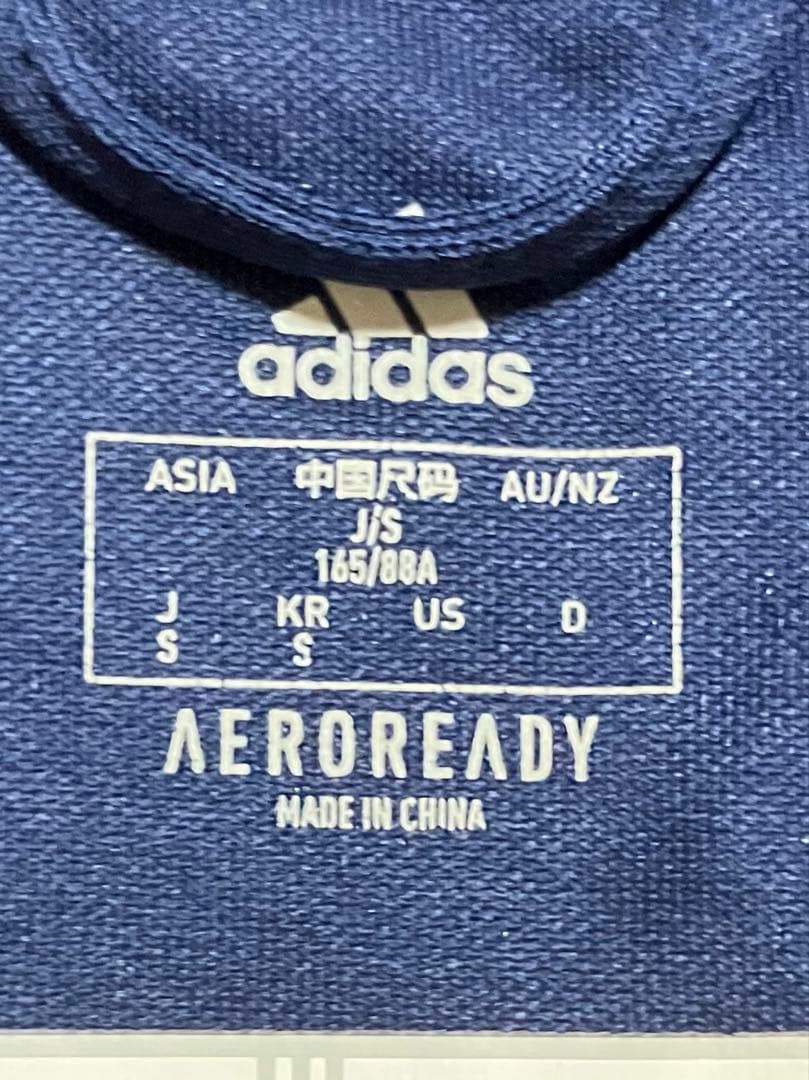 adidas
ASIA 中国尺码 AU/NZ
J/S
165/88A
J KR US D
S S
AEROREADY
MADE IN CHINA